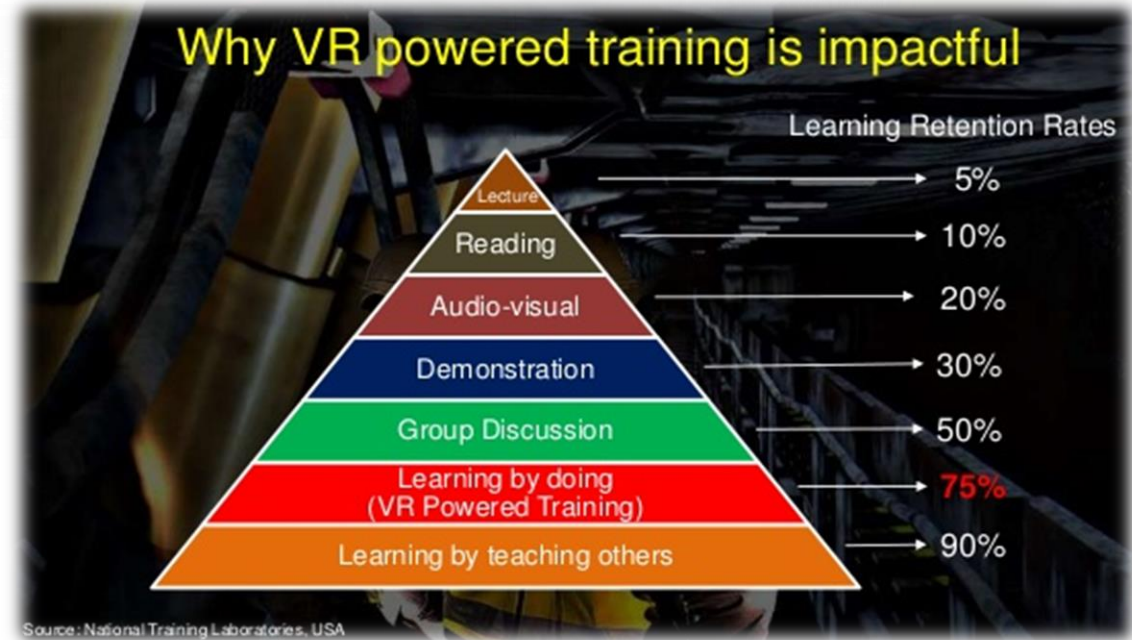 Why VR powered training is impactful
Learning Retention Rates
Lecture
5%
Reading
10%
Audio-visual
20%
Demonstration
30%
Group Discussion
50%
Learning by doing
(VR Powered Training)
75%
Learning by teaching others
90%
Source: National Training Laboratories, USA